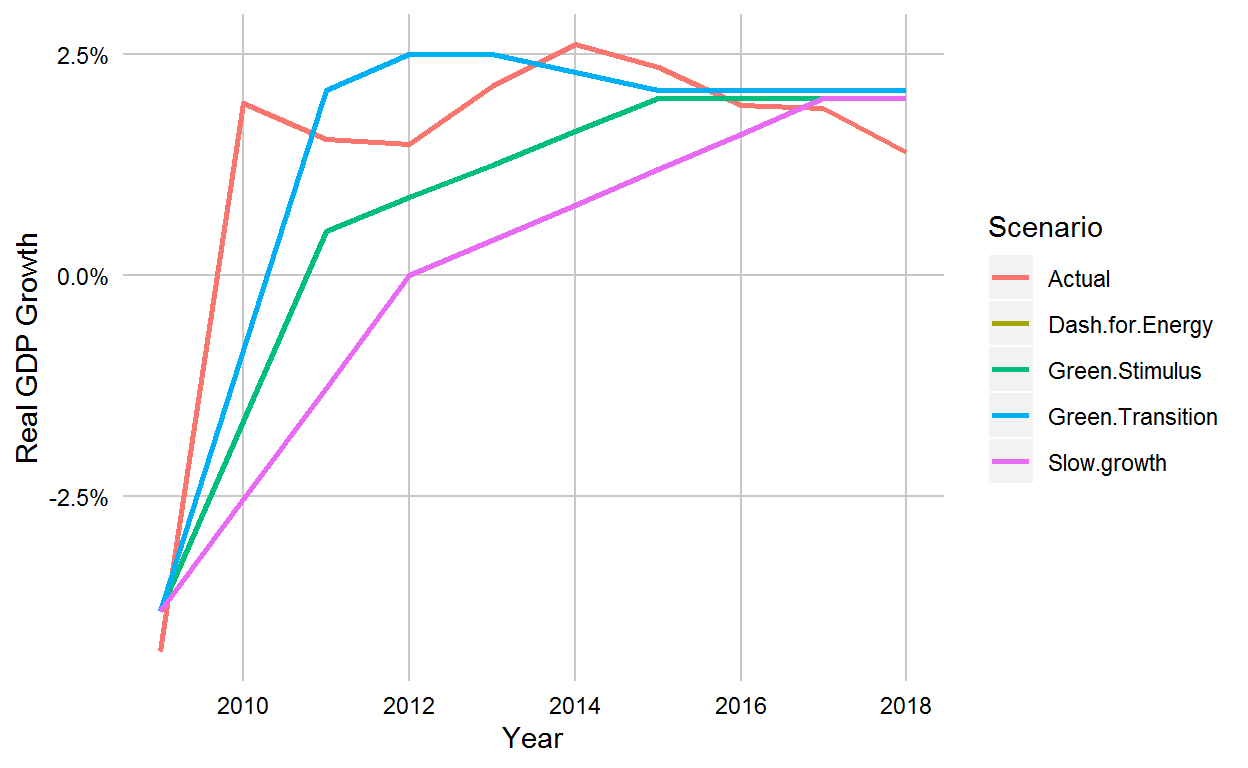 2.5%
0.0%
-2.5%
Real GDP Growth
2010
2012
2014
2016
2018
Year
Scenario
Actual
Dash.for.Energy
Green.Stimulus
Green.Transition
Slow.growth